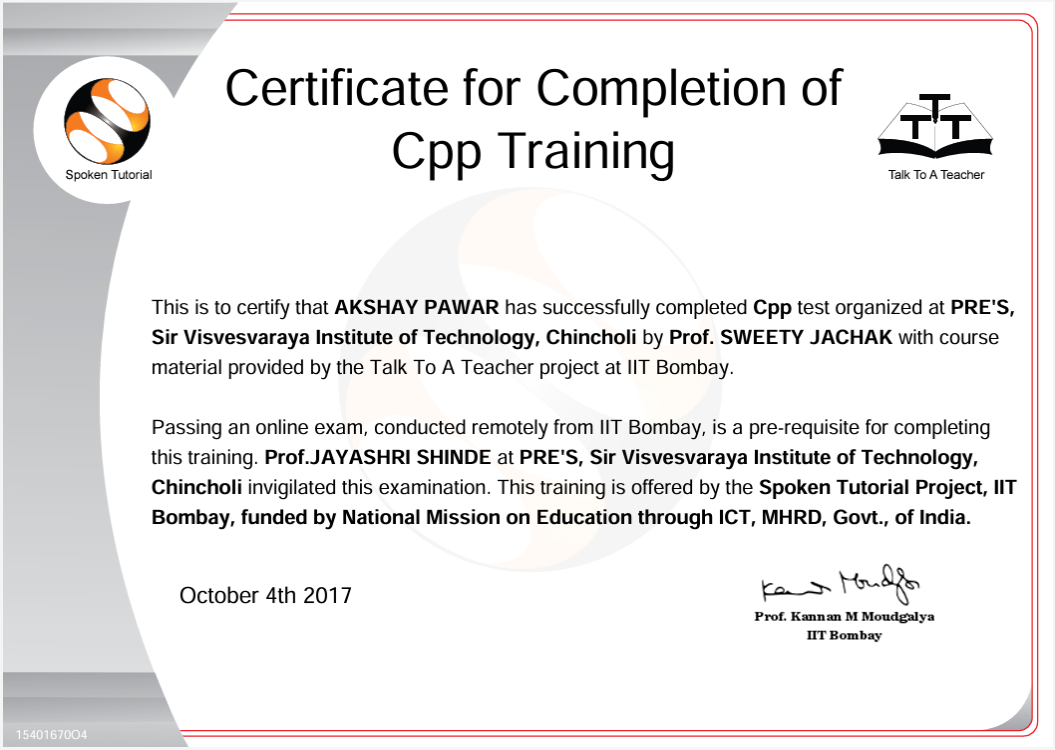 Certificate for Completion of
Cpp Training
Spoken Tutorial
TTT
Talk To A Teacher
This is to certify that AKSHAY PAWAR has successfully completed Cpp test organized at PRE'S,
Sir Visvesvaraya Institute of Technology, Chincholi by Prof. SWEETY JACHAK with course
material provided by the Talk To A Teacher project at IIT Bombay.
Passing an online exam, conducted remotely from IIT Bombay, is a pre-requisite for completing
this training. Prof.JAYASHRI SHINDE at PRE'S, Sir Visvesvaraya Institute of Technology,
Chincholi invigilated this examination. This training is offered by the Spoken Tutorial Project, IIT
Bombay, funded by National Mission on Education through ICT, MHRD, Govt., of India.
October 4th 2017
Kannan Moudgalya
Prof. Kannan M Moudgalya
IIT Bombay
1540167OO4